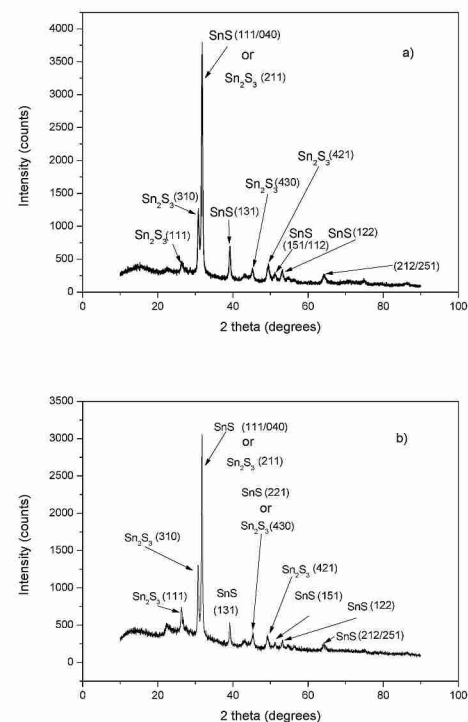 SnS (111/040)
or
Sn2S3 (211)
a)
Sn2S3 (421)
Sn2S3 (430)
Sn2S3 (310)
SnS (131)
SnS
(151/112)
SnS (122)
Sn2S3 (111)
(212/251)
Intensity (counts)
4000
3500
3000
2500
2000
1500
1000
500
0
0 20 40 60 80 100
2 theta (degrees)
SnS (111/040)
or
Sn2S3 (211)
b)
SnS (221)
or
Sn2S3 (430)
Sn2S3 (310)
Sn2S3 (421)
Sn2S3 (111)
SnS
(131)
SnS (151)
SnS (122)
SnS (212/251)
Intensity (counts)
3500
3000
2500
2000
1500
1000
500
0
0 20 40 60 80 100
2 theta (degrees)